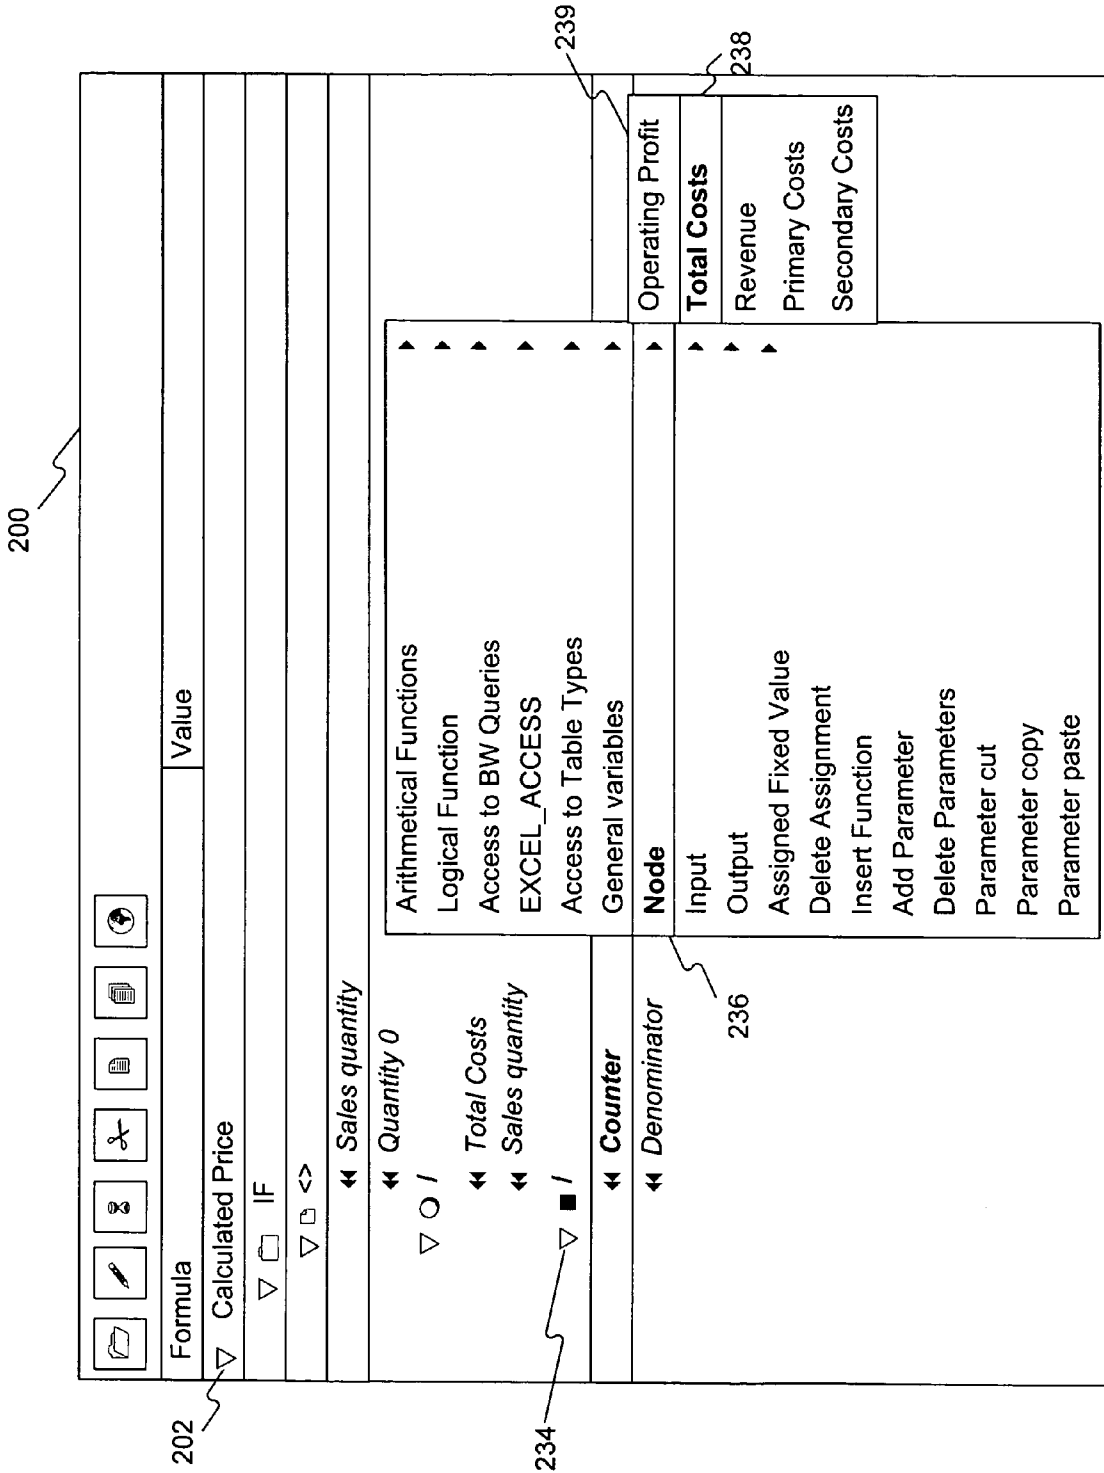 200
Formula Value
202
Calculated Price
IF
<>
Sales quantity
Quantity 0
/
Total Costs
Sales quantity
234
/
Counter
Denominator
Arithmetical Functions
Logical Function
Access to BW Queries
EXCEL_ACCESS
Access to Table Types
General variables
Node
Input
Output
Assigned Fixed Value
Delete Assignment
Insert Function
Add Parameter
Delete Parameters
Parameter cut
Parameter copy
Parameter paste
236
239
Operating Profit
238
Total Costs
Revenue
Primary Costs
Secondary Costs